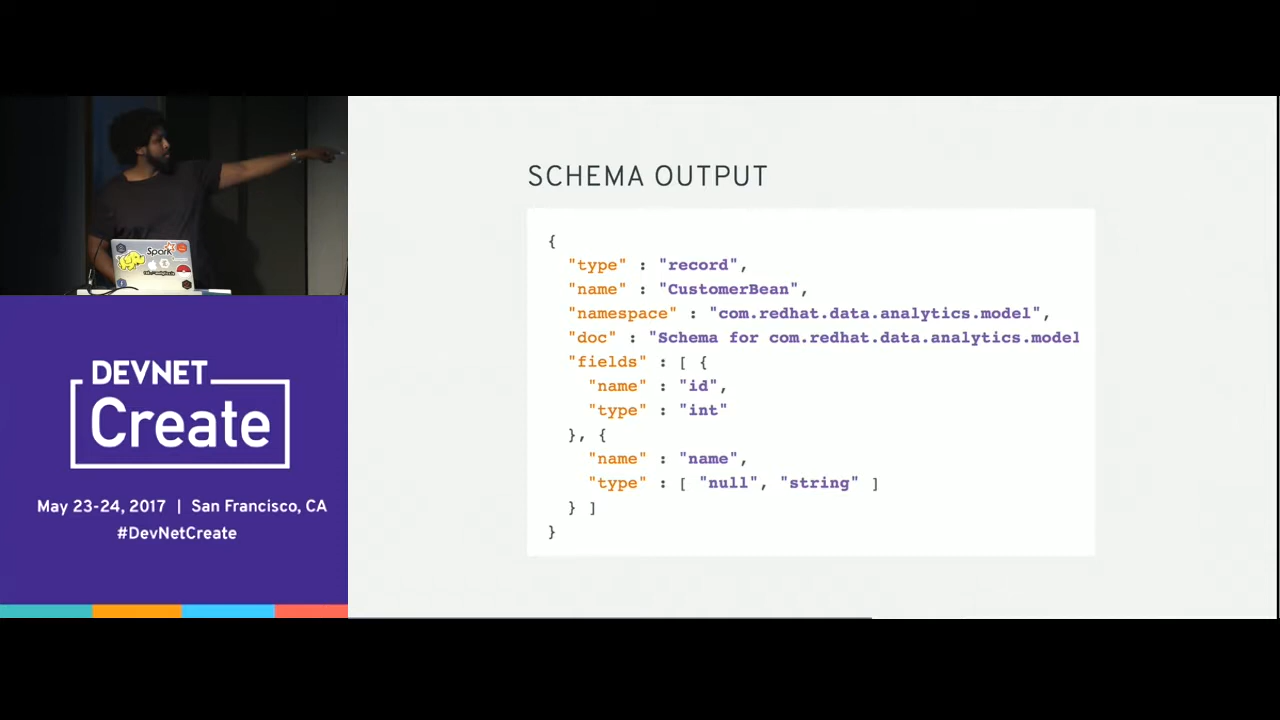 SCHEMA OUTPUT
{
"type" : "record",
"name" : "CustomerBean",
"namespace" : "com.redhat.data.analytics.model",
"doc" : "Schema for com.redhat.data.analytics.model
"fields" : [ {
"name" : "id",
"type" : "int"
}, {
"name" : "name",
"type" : [ "null", "string" ]
} ]
}
Spark
DEVNET
Create
May 23-24, 2017 | San Francisco, CA
#DevNetCreate